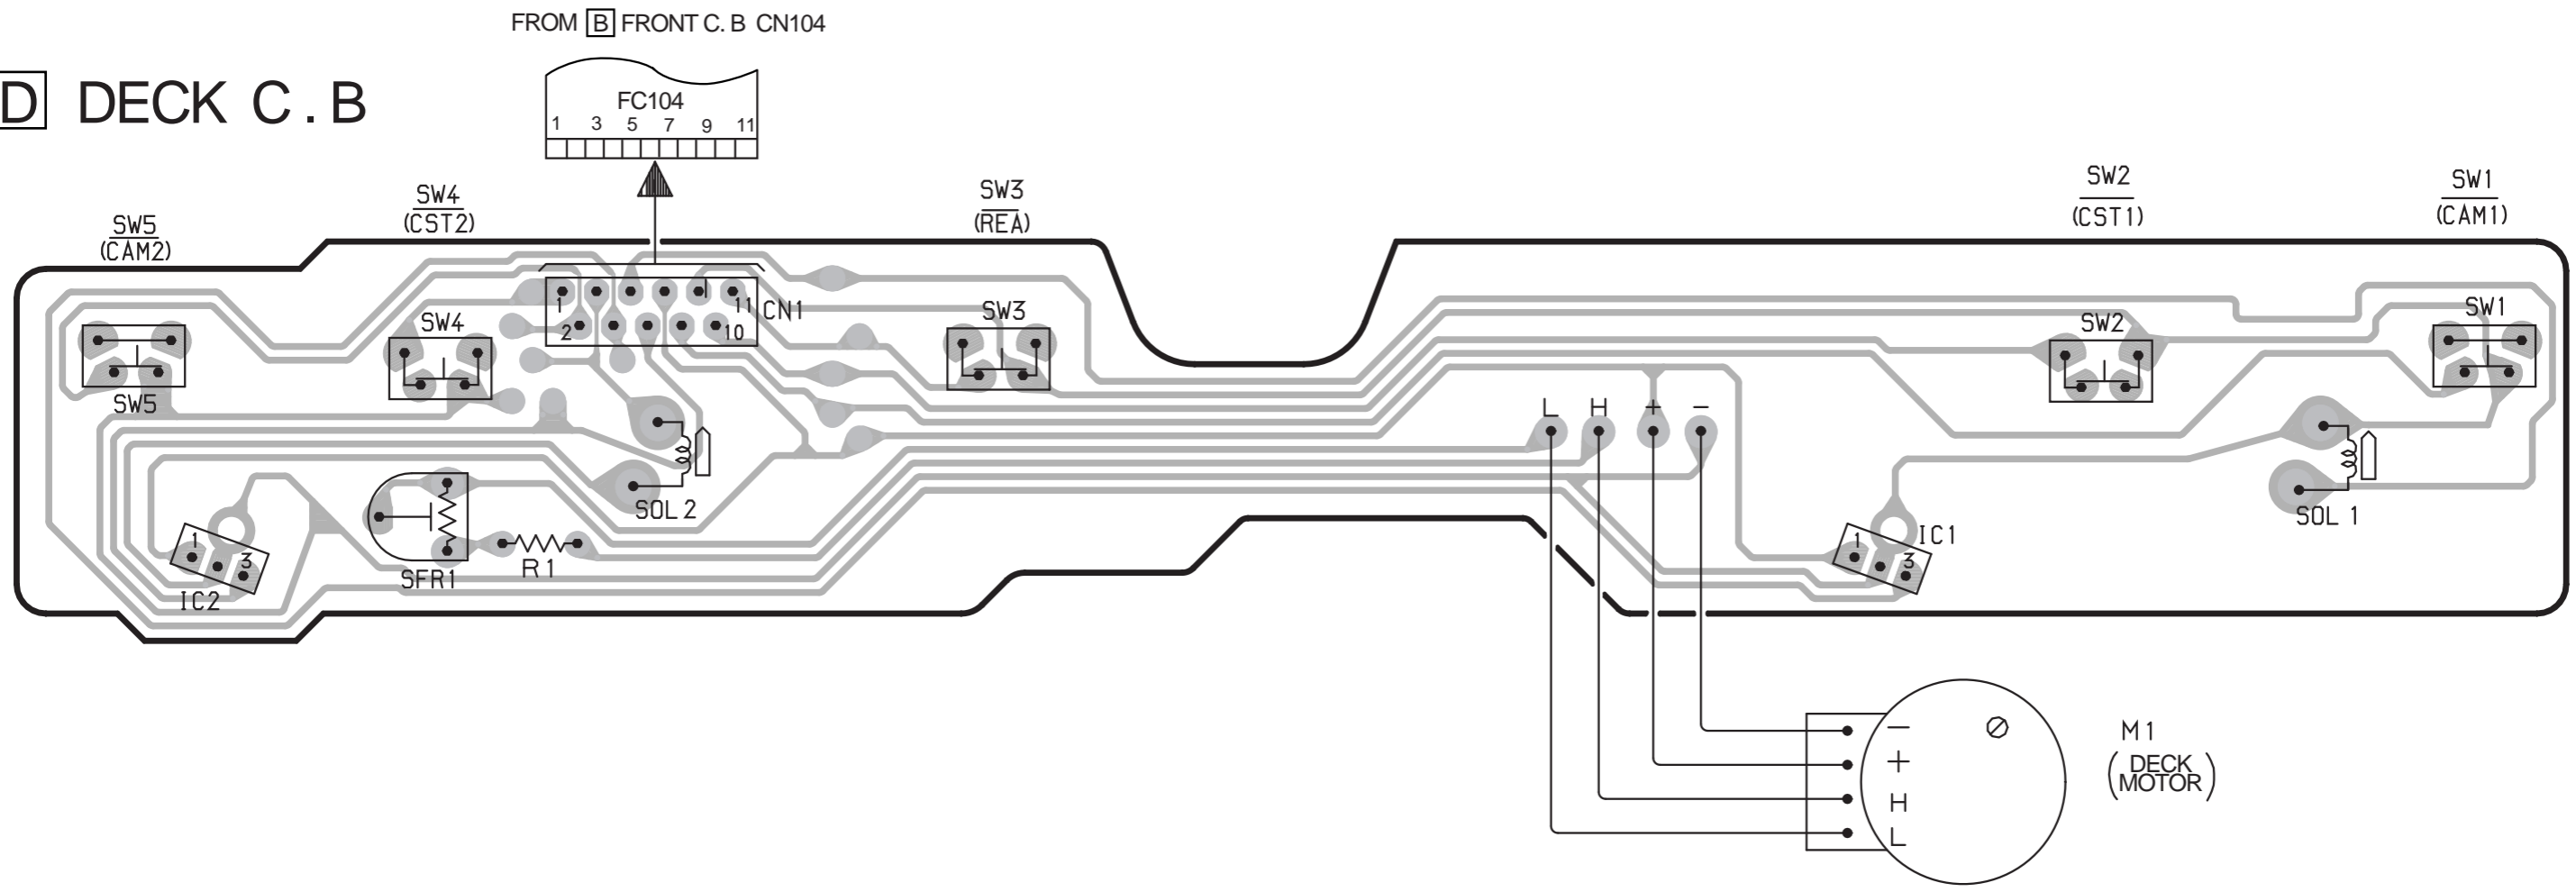 FROM B FRONT C. B CN104
D DECK C . B
FC104
1 3 5 7 9 11
SW5
(CAM2)
SW4
(CST2)
SW3
(REA)
SW2
(CST1)
SW1
(CAM1)
1 11 CN1
2 10
SW5
SW4
SW3
SW2
SW1
L H + −
SOL 2
SOL 1
1 3
IC2
SFR1
R1
1 3
IC1
− 
+
H
L
M1
(DECK
MOTOR)